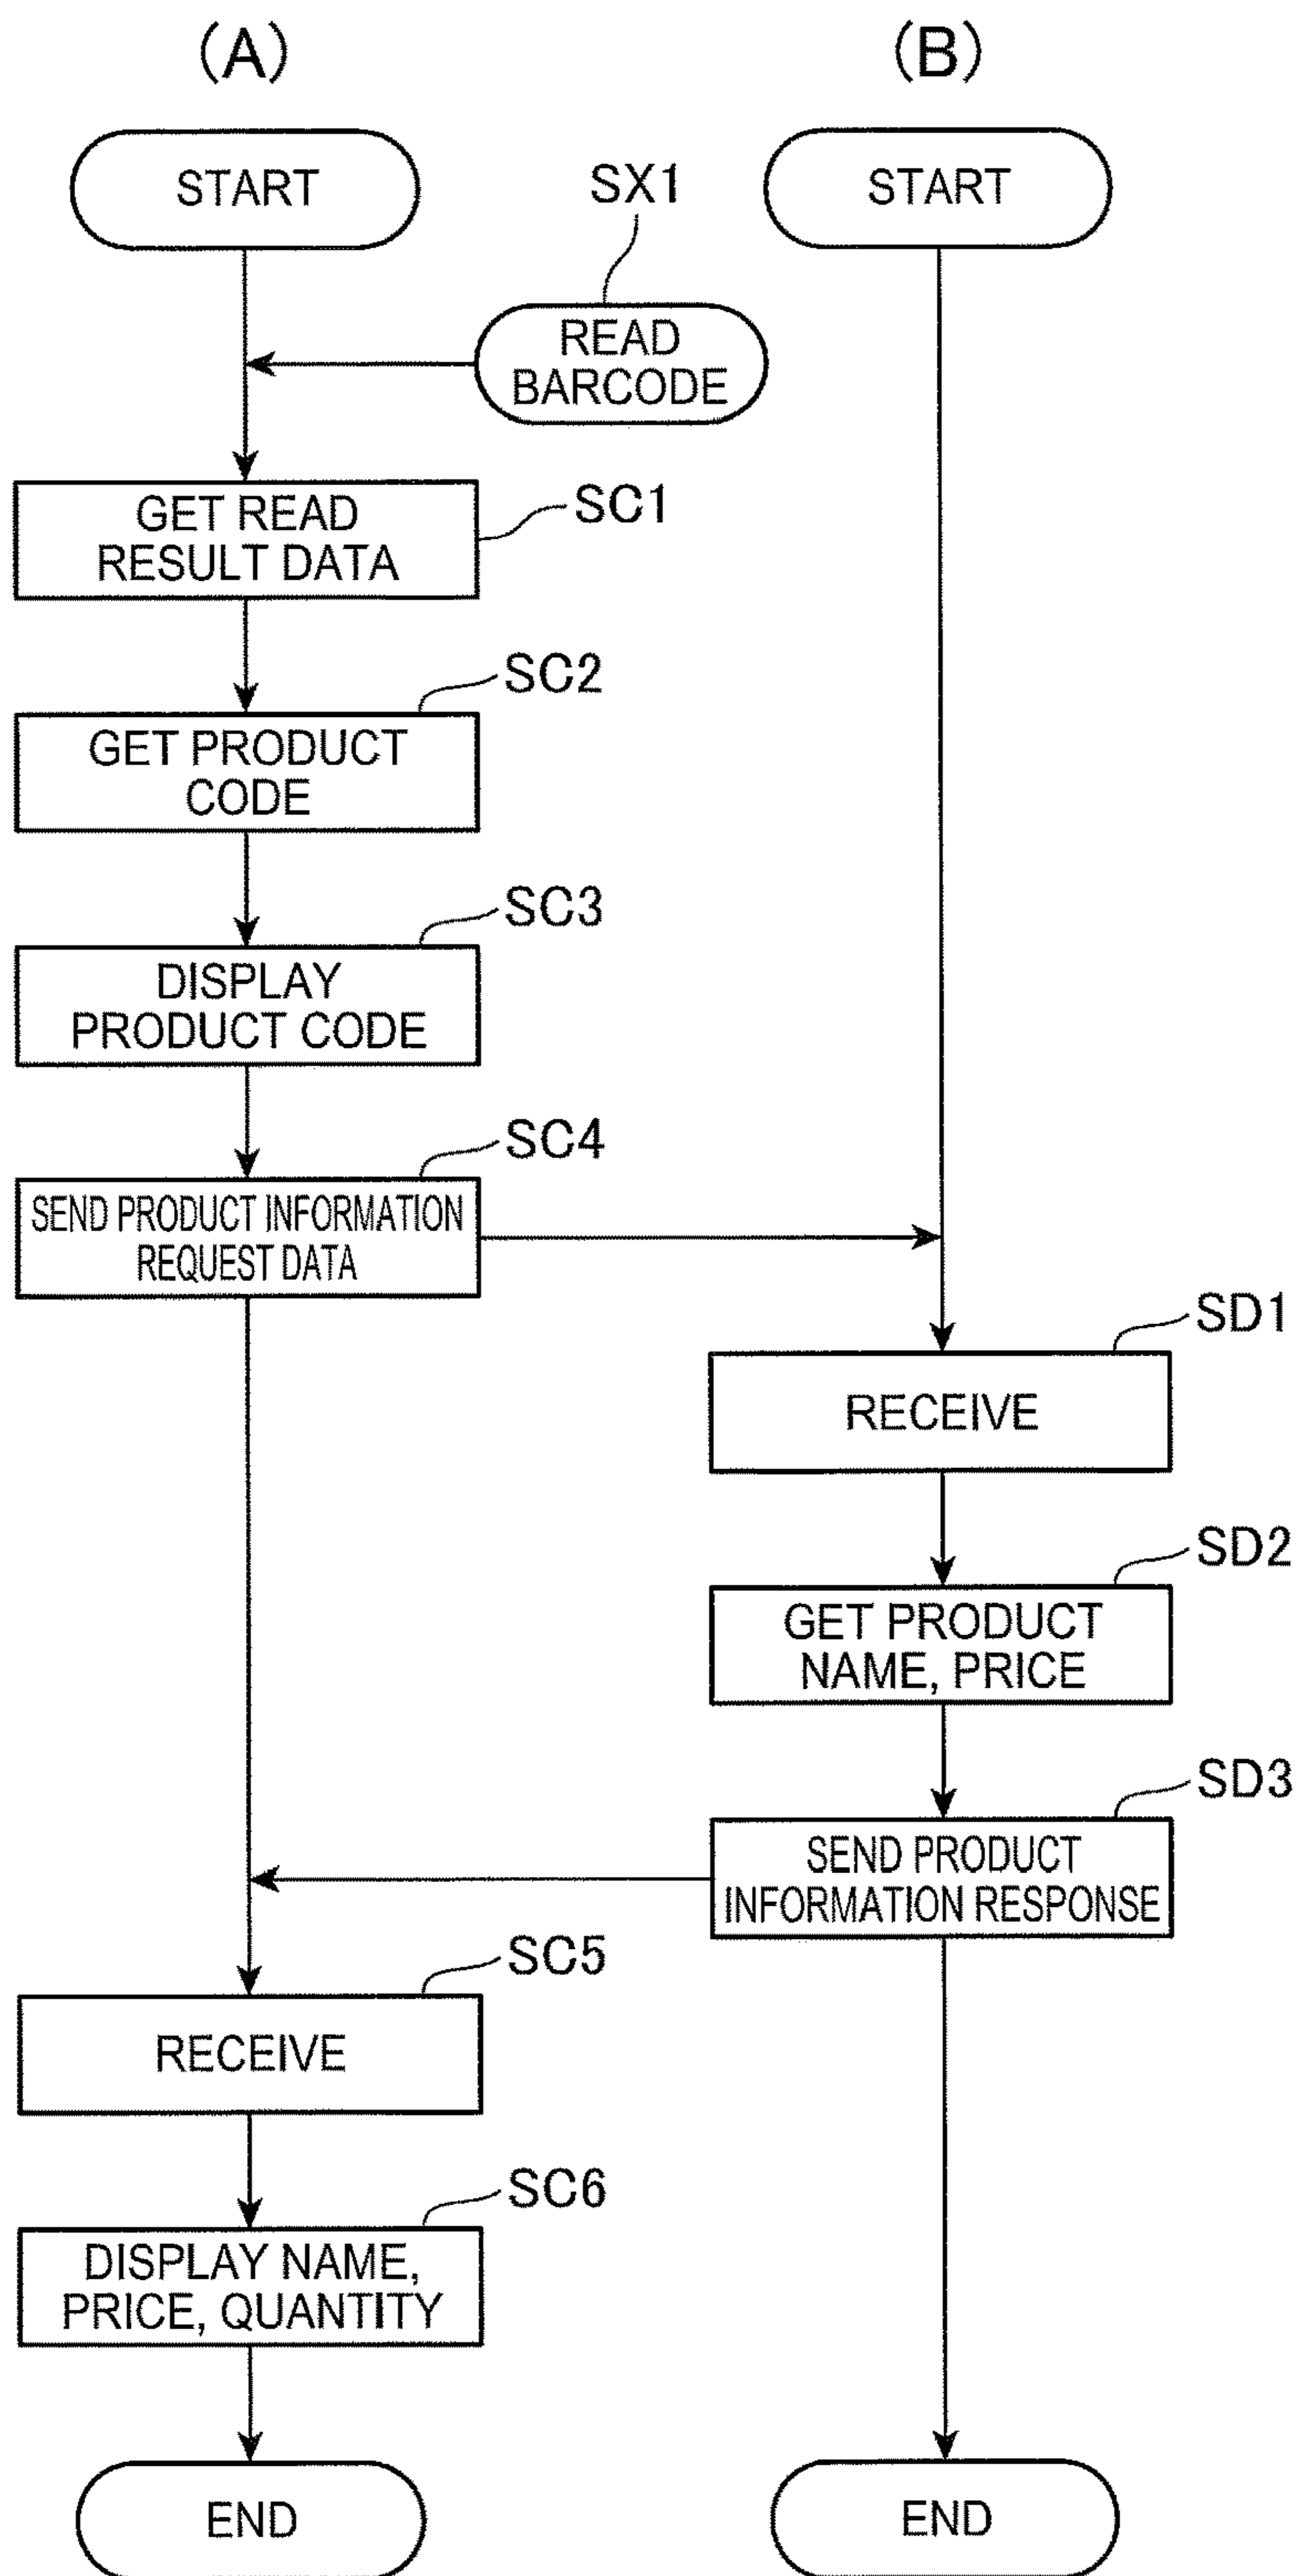 (A)
(B)
START
START
SX1
READ
BARCODE
GET READ
RESULT DATA
SC1
SC2
GET PRODUCT
CODE
SC3
DISPLAY
PRODUCT CODE
SC4
SEND PRODUCT INFORMATION
REQUEST DATA
SD1
RECEIVE
SD2
GET PRODUCT
NAME, PRICE
SD3
SEND PRODUCT
INFORMATION RESPONSE
SC5
RECEIVE
SC6
DISPLAY NAME,
PRICE, QUANTITY
END
END